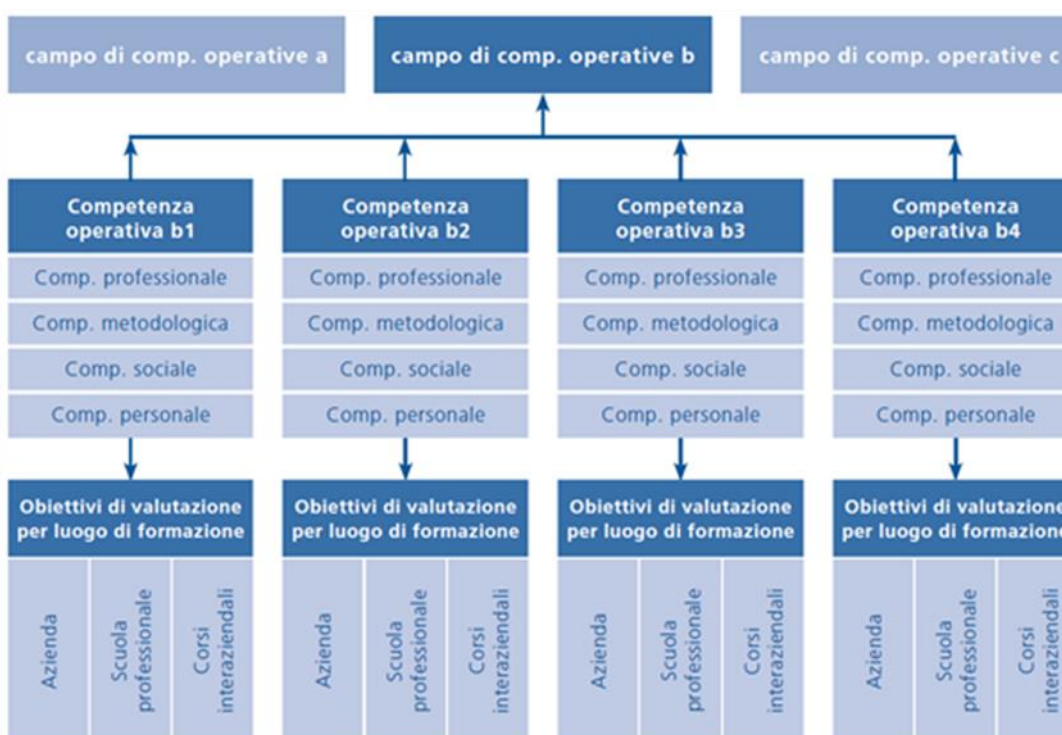 campo di comp. operative a
campo di comp. operative b
campo di comp. operative c
Competenza
operativa b1
Competenza
operativa b2
Competenza
operativa b3
Competenza
operativa b4
Comp. professionale
Comp. professionale
Comp. professionale
Comp. professionale
Comp. metodologica
Comp. metodologica
Comp. metodologica
Comp. metodologica
Comp. sociale
Comp. sociale
Comp. sociale
Comp. sociale
Comp. personale
Comp. personale
Comp. personale
Comp. personale
Obiettivi di valutazione
per luogo di formazione
Obiettivi di valutazione
per luogo di formazione
Obiettivi di valutazione
per luogo di formazione
Obiettivi di valutazione
per luogo di formazione
Azienda
Scuola
professionale
Corsi
interaziendali
Azienda
Scuola
professionale
Corsi
interaziendali
Azienda
Scuola
professionale
Corsi
interaziendali
Azienda
Scuola
professionale
Corsi
interaziendali